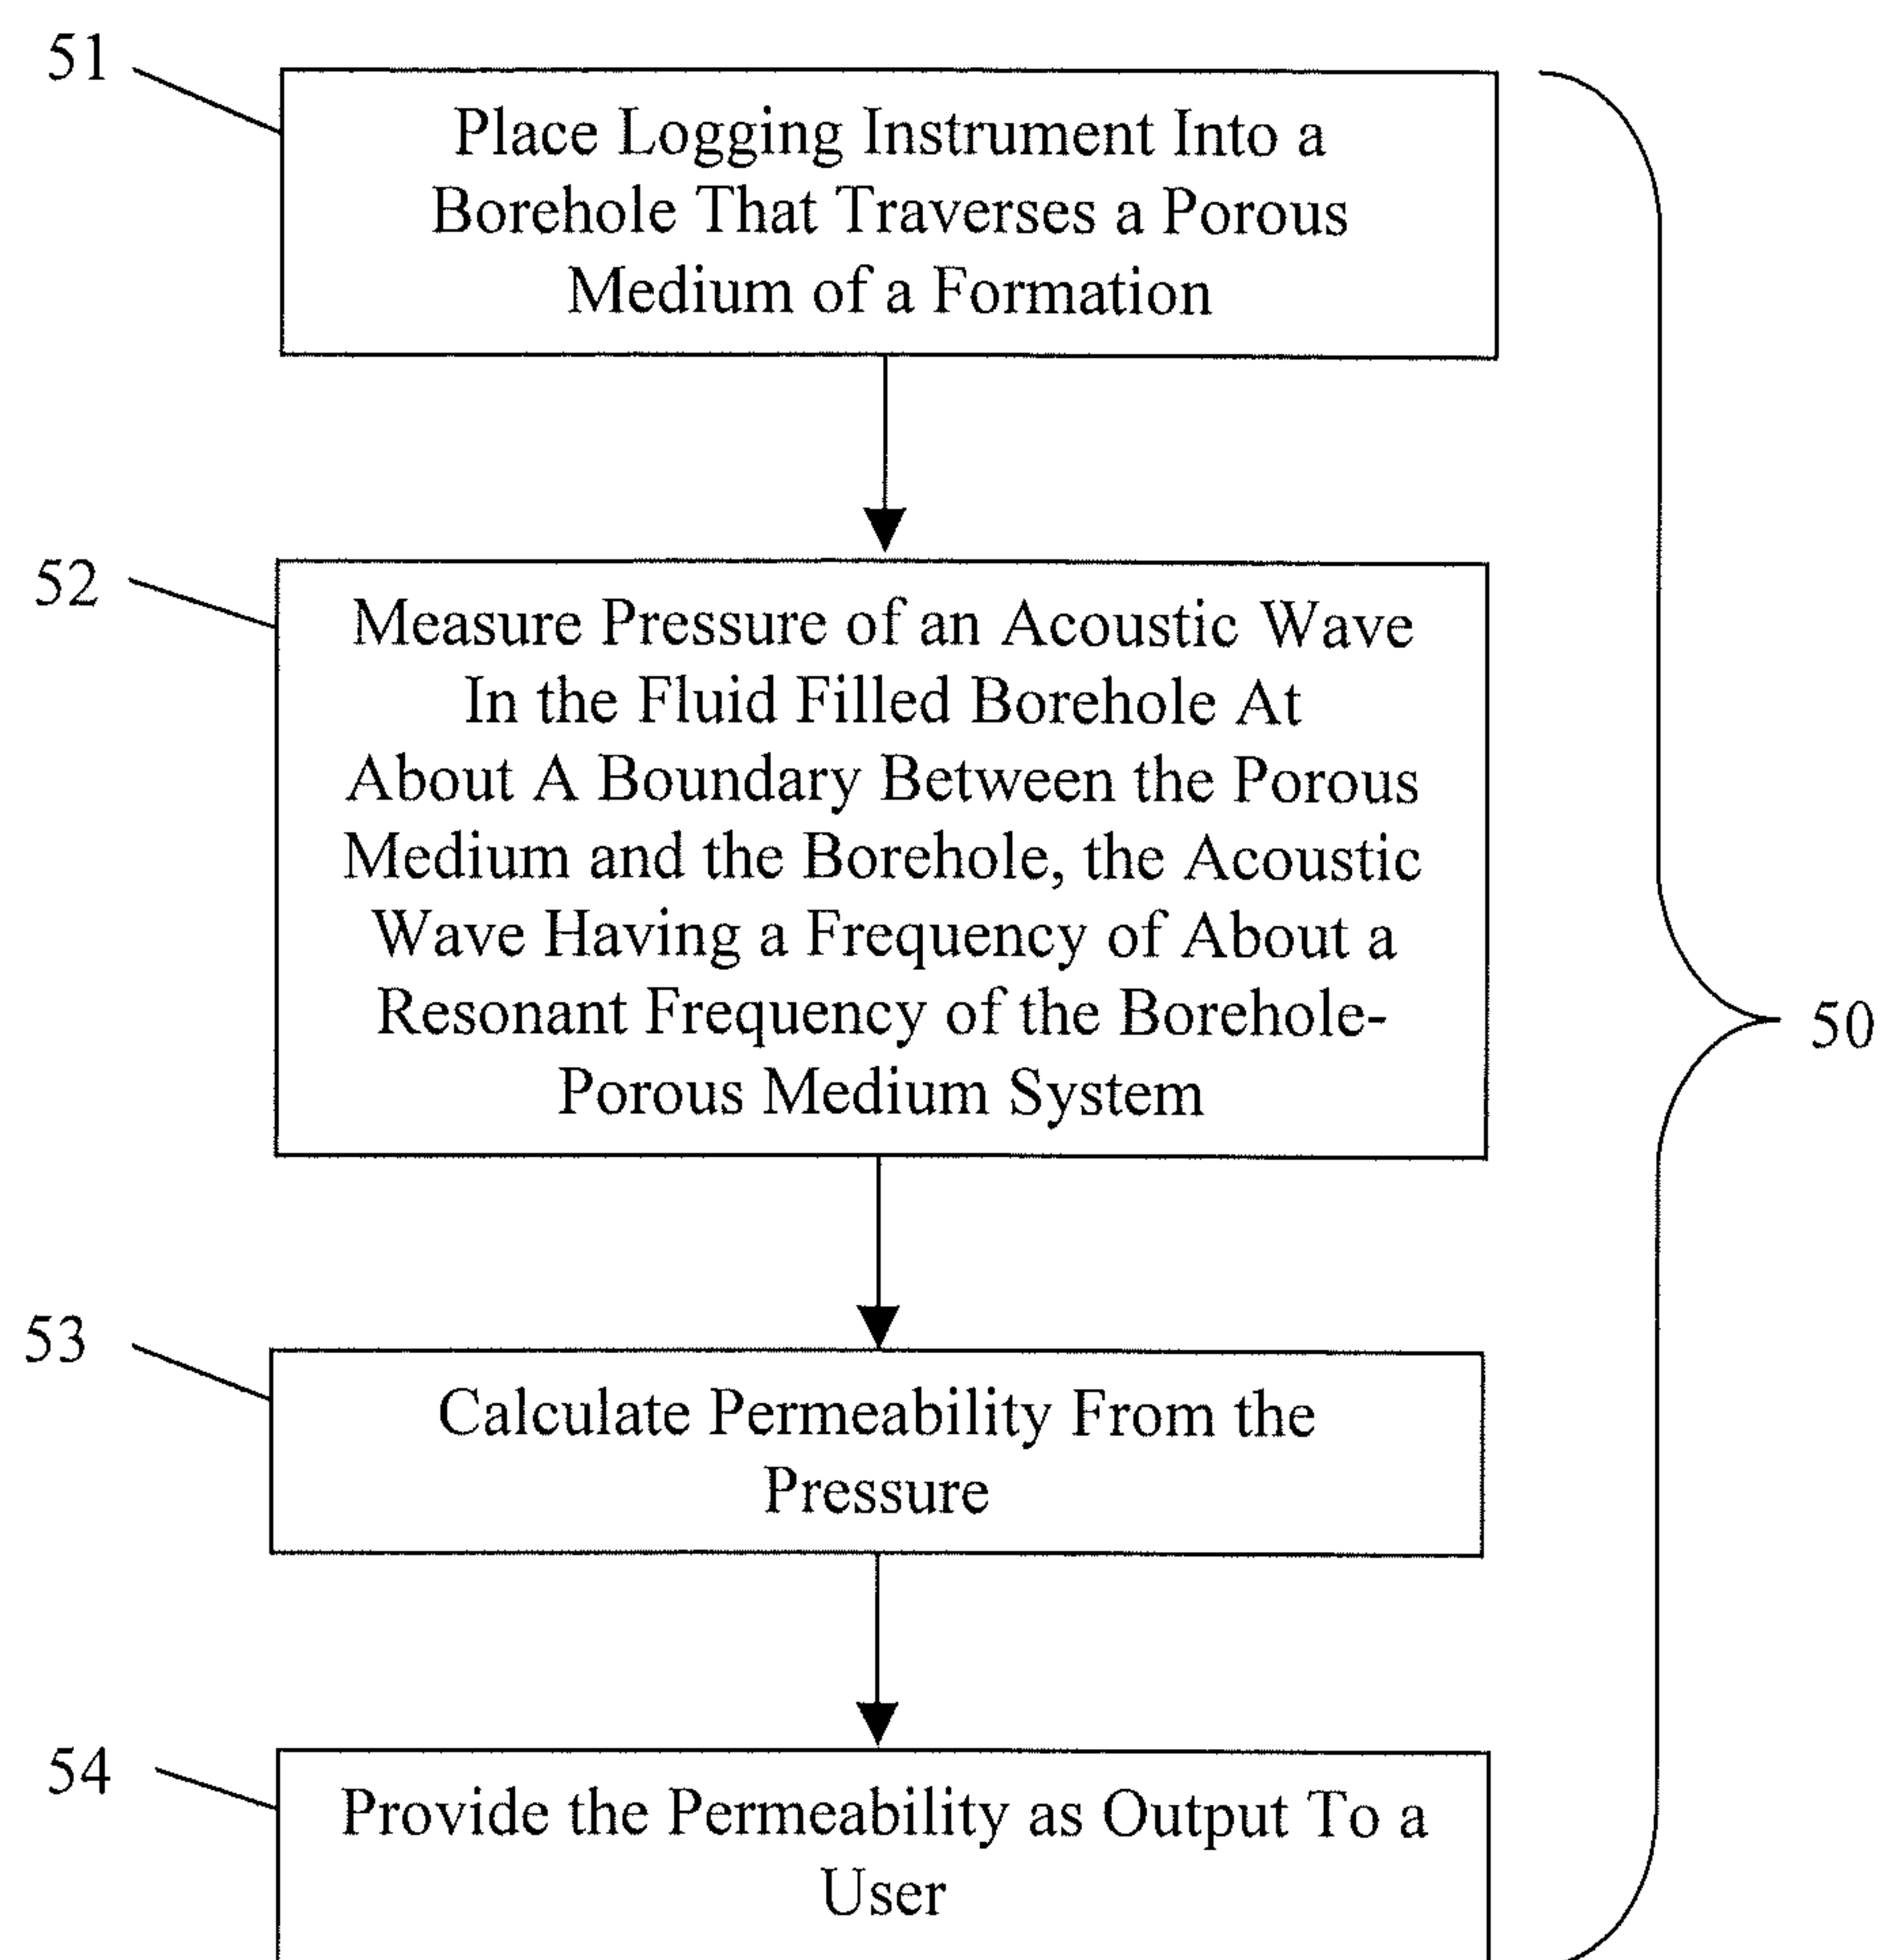 51
Place Logging Instrument Into a
Borehole That Traverses a Porous
Medium of a Formation
52
Measure Pressure of an Acoustic Wave
In the Fluid Filled Borehole At
About A Boundary Between the Porous
Medium and the Borehole, the Acoustic
Wave Having a Frequency of About a
Resonant Frequency of the Borehole-
Porous Medium System
50
53
Calculate Permeability From the
Pressure
54
Provide the Permeability as Output To a
User